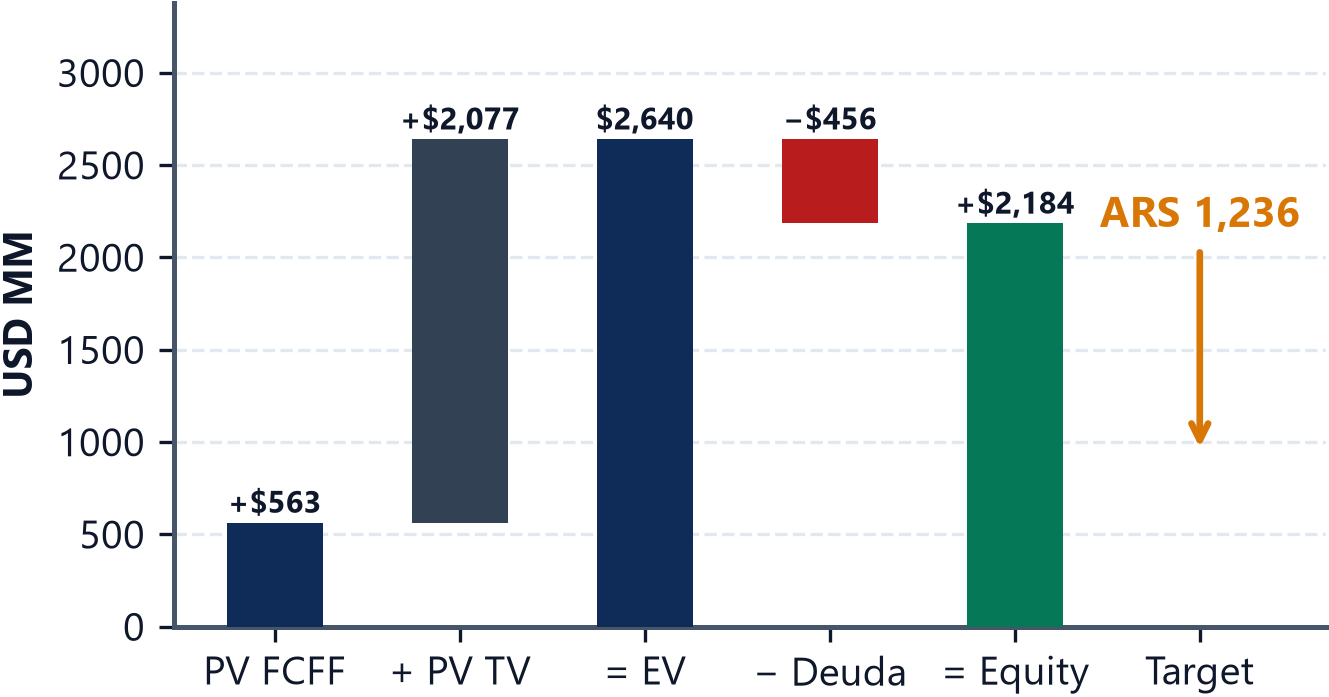 USD MM
3000
2500
2000
1500
1000
500
0
+$563
+$2,077
$2,640
–$456
+$2,184
ARS 1,236
PV FCFF
+ PV TV
= EV
– Deuda
= Equity
Target